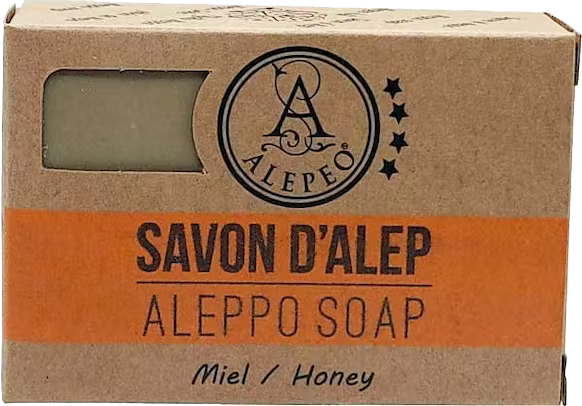 A
ALEPEO®
SAVON D'ALEP
ALEPPO SOAP
Miel / Honey